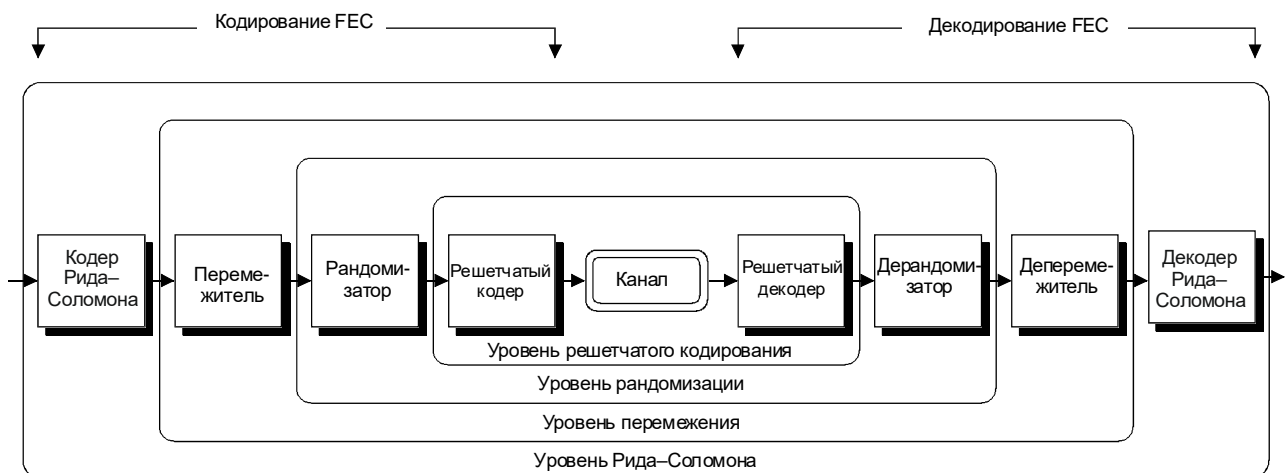 Кодирование FEC
Декодирование FEC
Кодер
Рида–
Соломона
Переме-
житель
Рандоми-
затор
Решетчатый
кодер
Канал
Решетчатый
декодер
Дерандоми-
затор
Депереме-
житель
Декодер
Рида–
Соломона
Уровень решетчатого кодирования
Уровень рандомизации
Уровень перемежения
Уровень Рида–Соломона